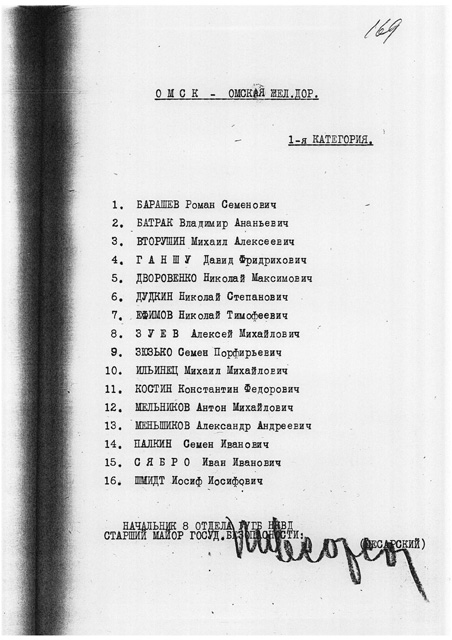 169
ОМСК - ОМСКАЯ ЖЕЛ.ДОР.
1-я КАТЕГОРИЯ.
1. БАРАШЕВ Роман Семенович
2. БАТРАК Владимир Ананьевич
3. ВТОРУШИН Михаил Алексеевич
4. ГАНШУ Давид Фридрихович
5. ДВОРОВЕНКО Николай Максимович
6. ДУДКИН Николай Степанович
7. ЕФИМОВ Николай Тимофеевич
8. ЗУЕВ Алексей Михайлович
9. ЗЮЗЬКО Семен Порфирьевич
10. ИЛЬИНЕЦ Михаил Михайлович
11. КОСТИН Константин Федорович
12. МЕЛЬНИКОВ Антон Михайлович
13. МЕНЬШИКОВ Александр Андреевич
14. ПАЛКИН Семен Иванович
15. СЯБРО Иван Иванович
16. ШМИДТ Иосиф Иосифович
НАЧАЛЬНИК 8 ОТДЕЛА ГУГБ НКВД
СТАРШИЙ МАЙОР ГОСУД.БЕЗОПАСНОСТИ:
(ЦЕСАРСКИЙ)